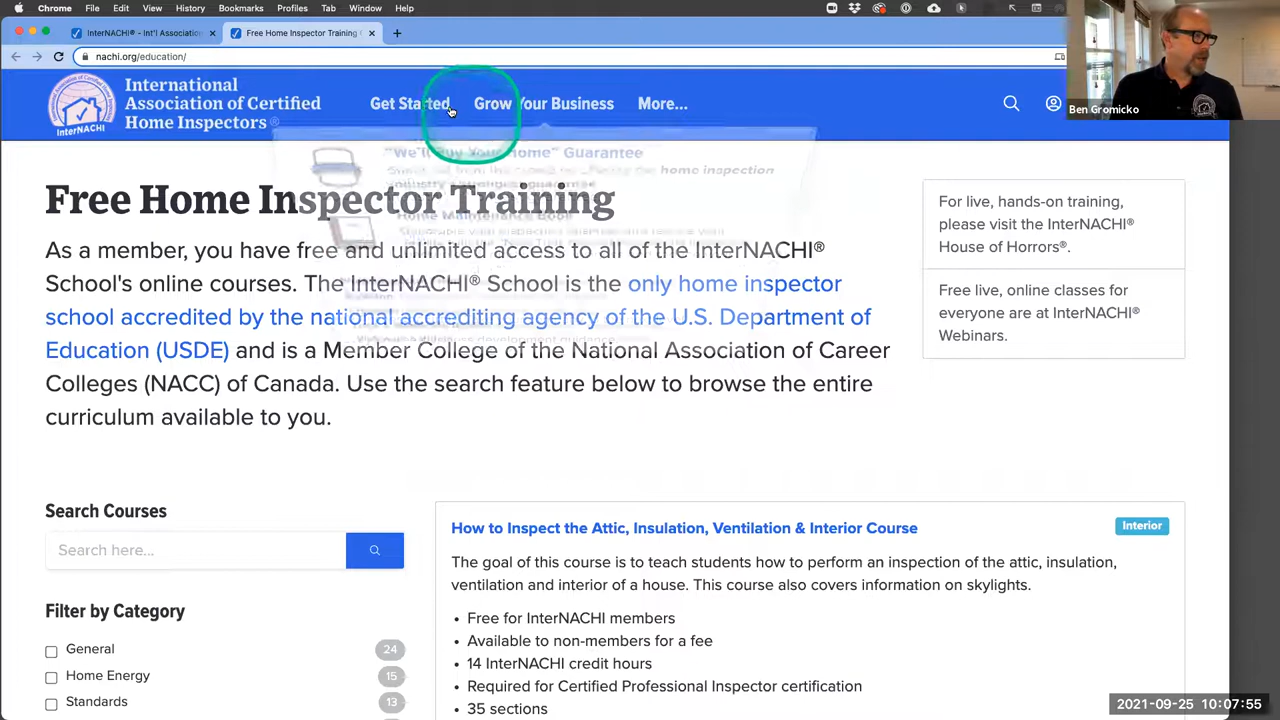 Chrome File Edit View History Bookmarks Profiles Tab Window Help
InterNACHI® - Int'l Association
Free Home Inspector Training
nachi.org/education/
Ben Gromicko
InterNACHI
International
Association of Certified
Home Inspectors®
Get Started
Grow Your Business
More...
"We'll Buy Your Home" Guarantee
home inspection
Home Maintenance Book
Free Home Inspector Training
As a member, you have free and unlimited access to all of the InterNACHI®
School's online courses. The InterNACHI® School is the only home inspector
school accredited by the national accrediting agency of the U.S. Department of
Education (USDE) and is a Member College of the National Association of Career
Colleges (NACC) of Canada. Use the search feature below to browse the entire
curriculum available to you.
For live, hands-on training,
please visit the InterNACHI®
House of Horrors®.
Free live, online classes for
everyone are at InterNACHI®
Webinars.
Search Courses
Search here...
Filter by Category
General 24
Home Energy 15
Standards 13
How to Inspect the Attic, Insulation, Ventilation & Interior Course
Interior
The goal of this course is to teach students how to perform an inspection of the attic, insulation,
ventilation and interior of a house. This course also covers information on skylights.
• Free for InterNACHI members
• Available to non-members for a fee
• 14 InterNACHI credit hours
• Required for Certified Professional Inspector certification
• 35 sections
2021-09-25 10:07:55